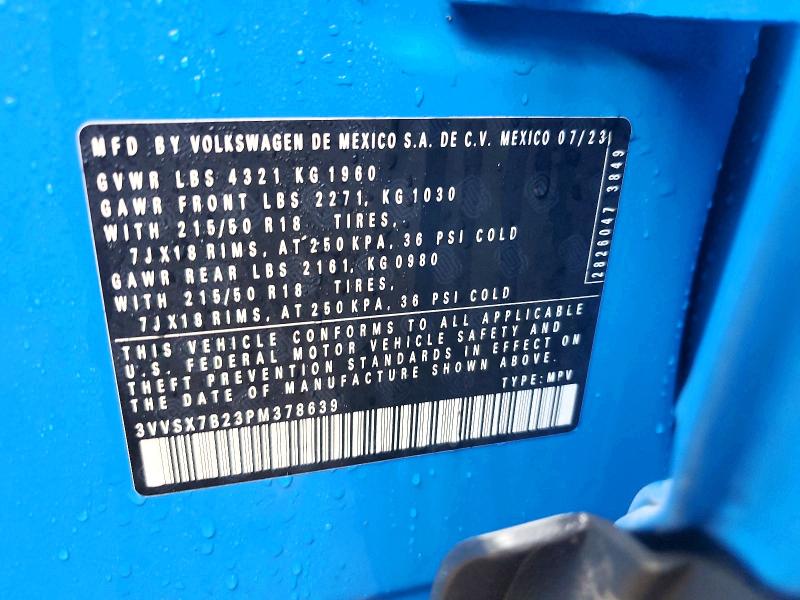 MFD BY VOLKSWAGEN DE MEXICO S.A. DE C.V. MEXICO 07/23
GVWR LBS 4321 KG 1960
GAWR FRONT LBS 2271, KG 1030
WITH 215/50 R18 TIRES,
7JX18 RIMS, AT 250 KPA, 36 PSI COLD
GAWR REAR LBS 2161, KG 0980
WITH 215/50 R18 TIRES,
7JX18 RIMS, AT 250 KPA, 36 PSI COLD
2826047 3849
THIS VEHICLE CONFORMS TO ALL APPLICABLE
U.S. FEDERAL MOTOR VEHICLE SAFETY AND
THEFT PREVENTION STANDARDS IN EFFECT ON
THE DATE OF MANUFACTURE SHOWN ABOVE.
TYPE: MPV
3VVSX7B23PM378639